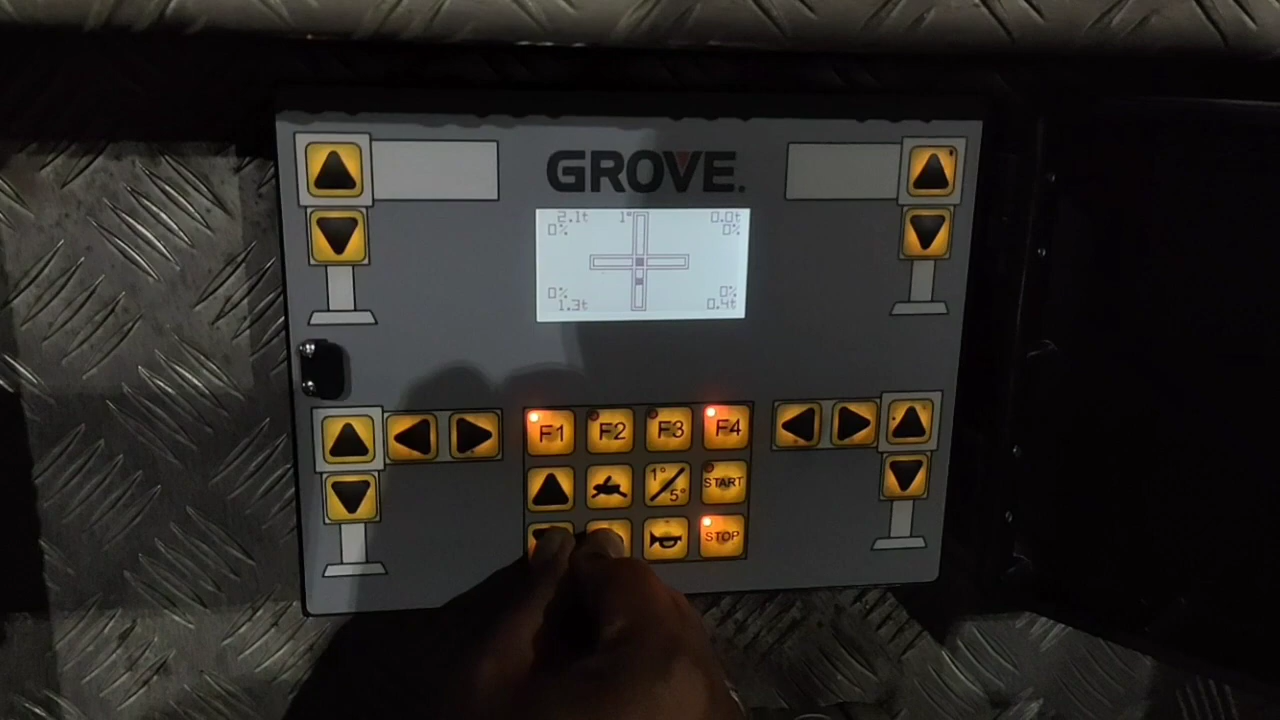 GROVE.
2.1t 1° 0.0t
0% 0%
0% 0%
1.3t 0.4t
F1 F2 F3 F4
1°/5° START
STOP